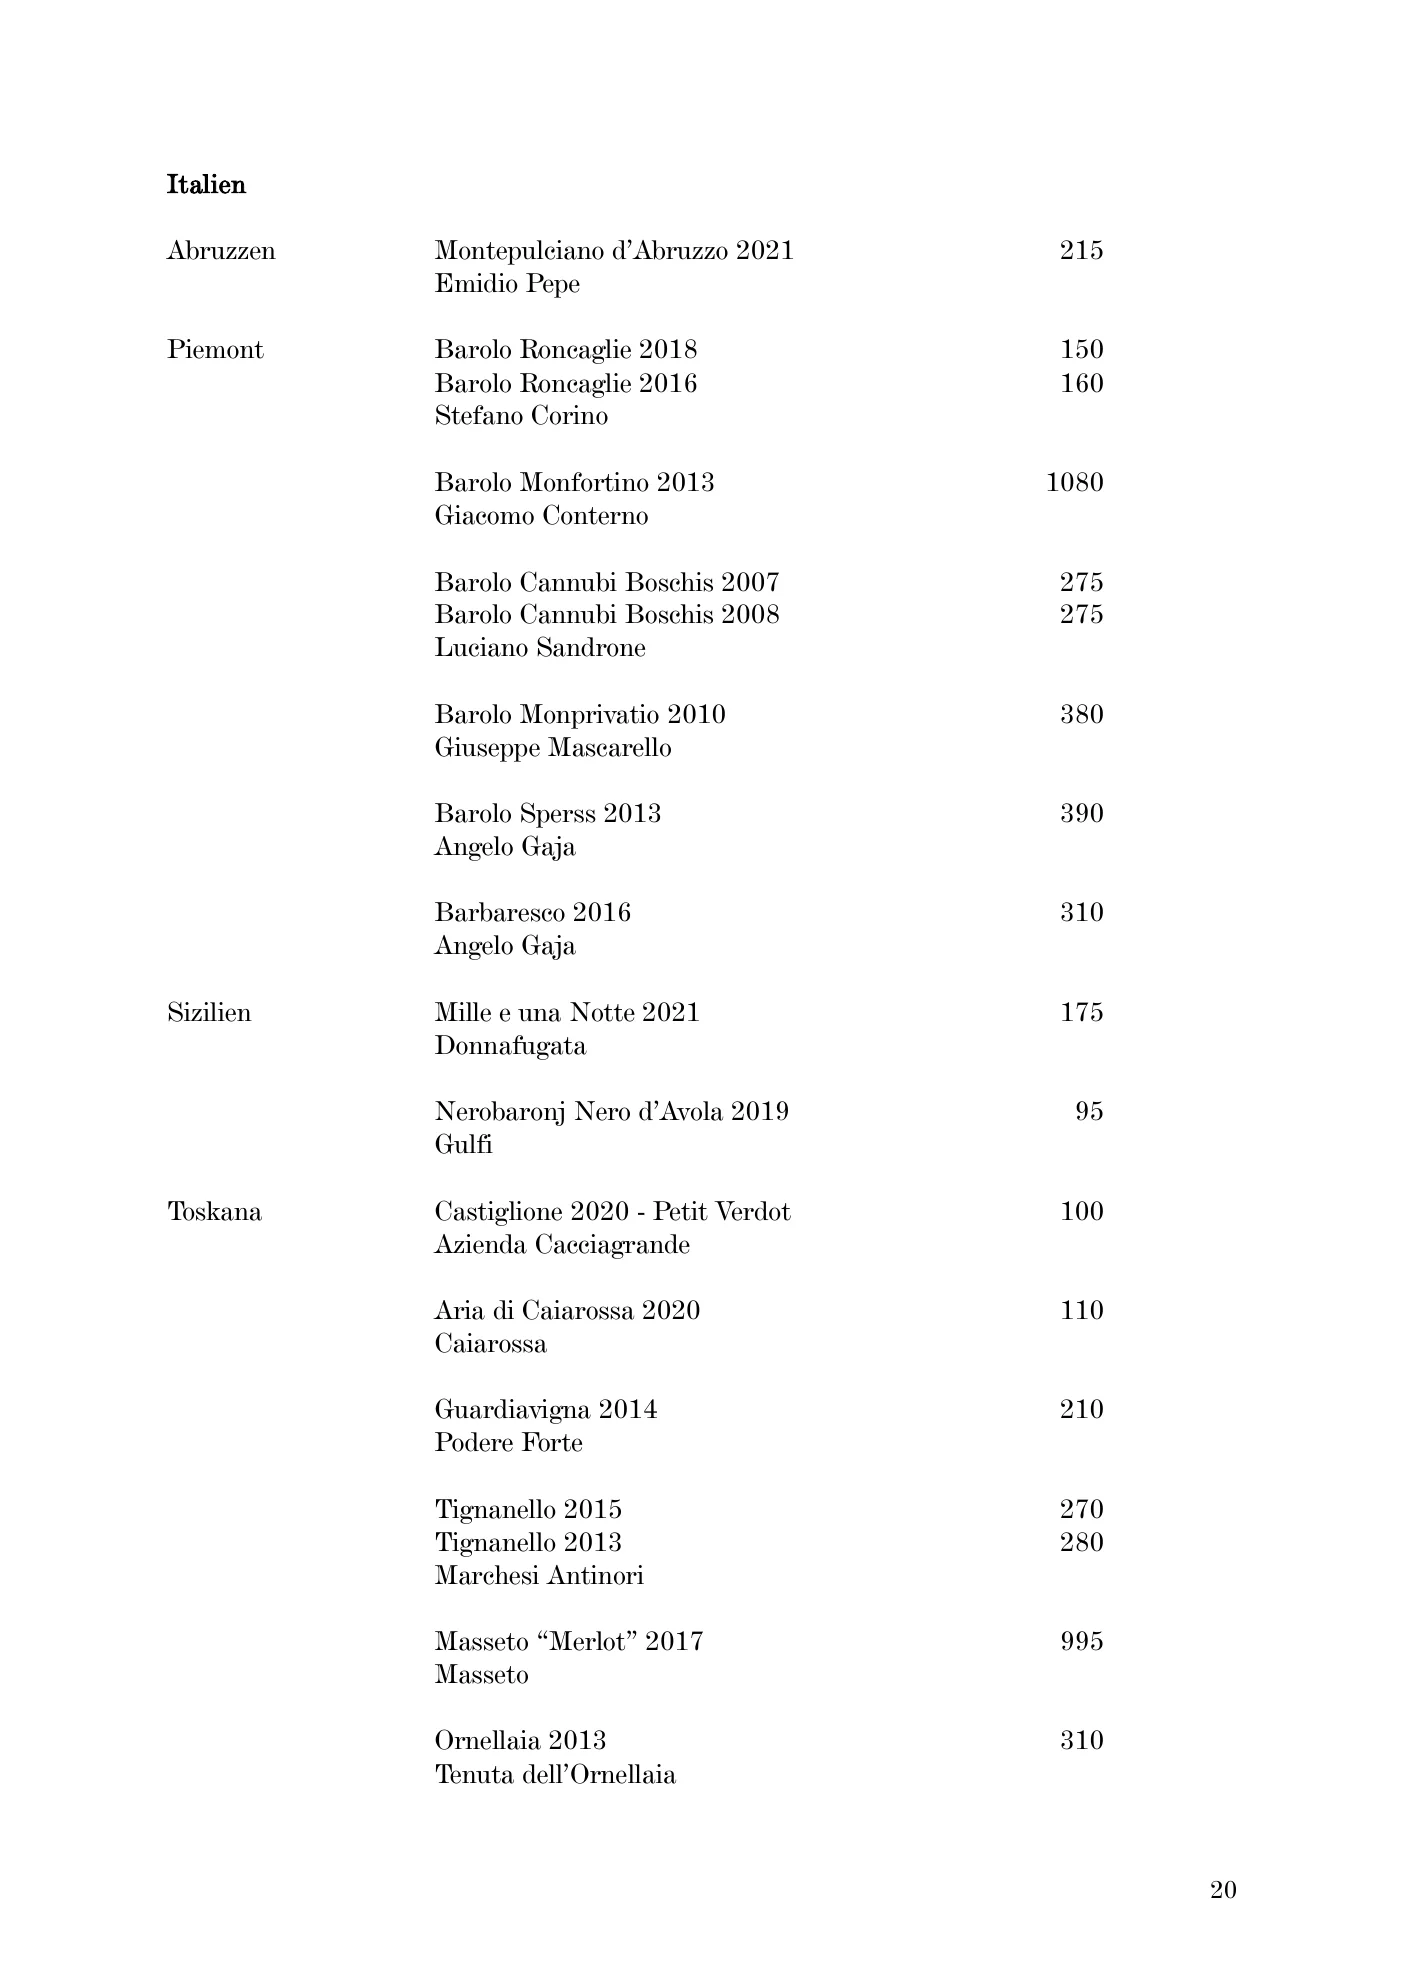 Italien
Abruzzen Montepulciano d'Abruzzo 2021 215
Emidio Pepe
Piemont Barolo Roncaglie 2018 150
Barolo Roncaglie 2016 160
Stefano Corino
Barolo Monfortino 2013 1080
Giacomo Conterno
Barolo Cannubi Boschis 2007 275
Barolo Cannubi Boschis 2008 275
Luciano Sandrone
Barolo Monprivatio 2010 380
Giuseppe Mascarello
Barolo Sperss 2013 390
Angelo Gaja
Barbaresco 2016 310
Angelo Gaja
Sizilien Mille e una Notte 2021 175
Donnafugata
Nerobaronj Nero d'Avola 2019 95
Gulfi
Toskana Castiglione 2020 - Petit Verdot 100
Azienda Cacciagrande
Aria di Caiarossa 2020 110
Caiarossa
Guardiavigna 2014 210
Podere Forte
Tignanello 2015 270
Tignanello 2013 280
Marchesi Antinori
Masseto “Merlot” 2017 995
Masseto
Ornellaia 2013 310
Tenuta dell'Ornellaia
20